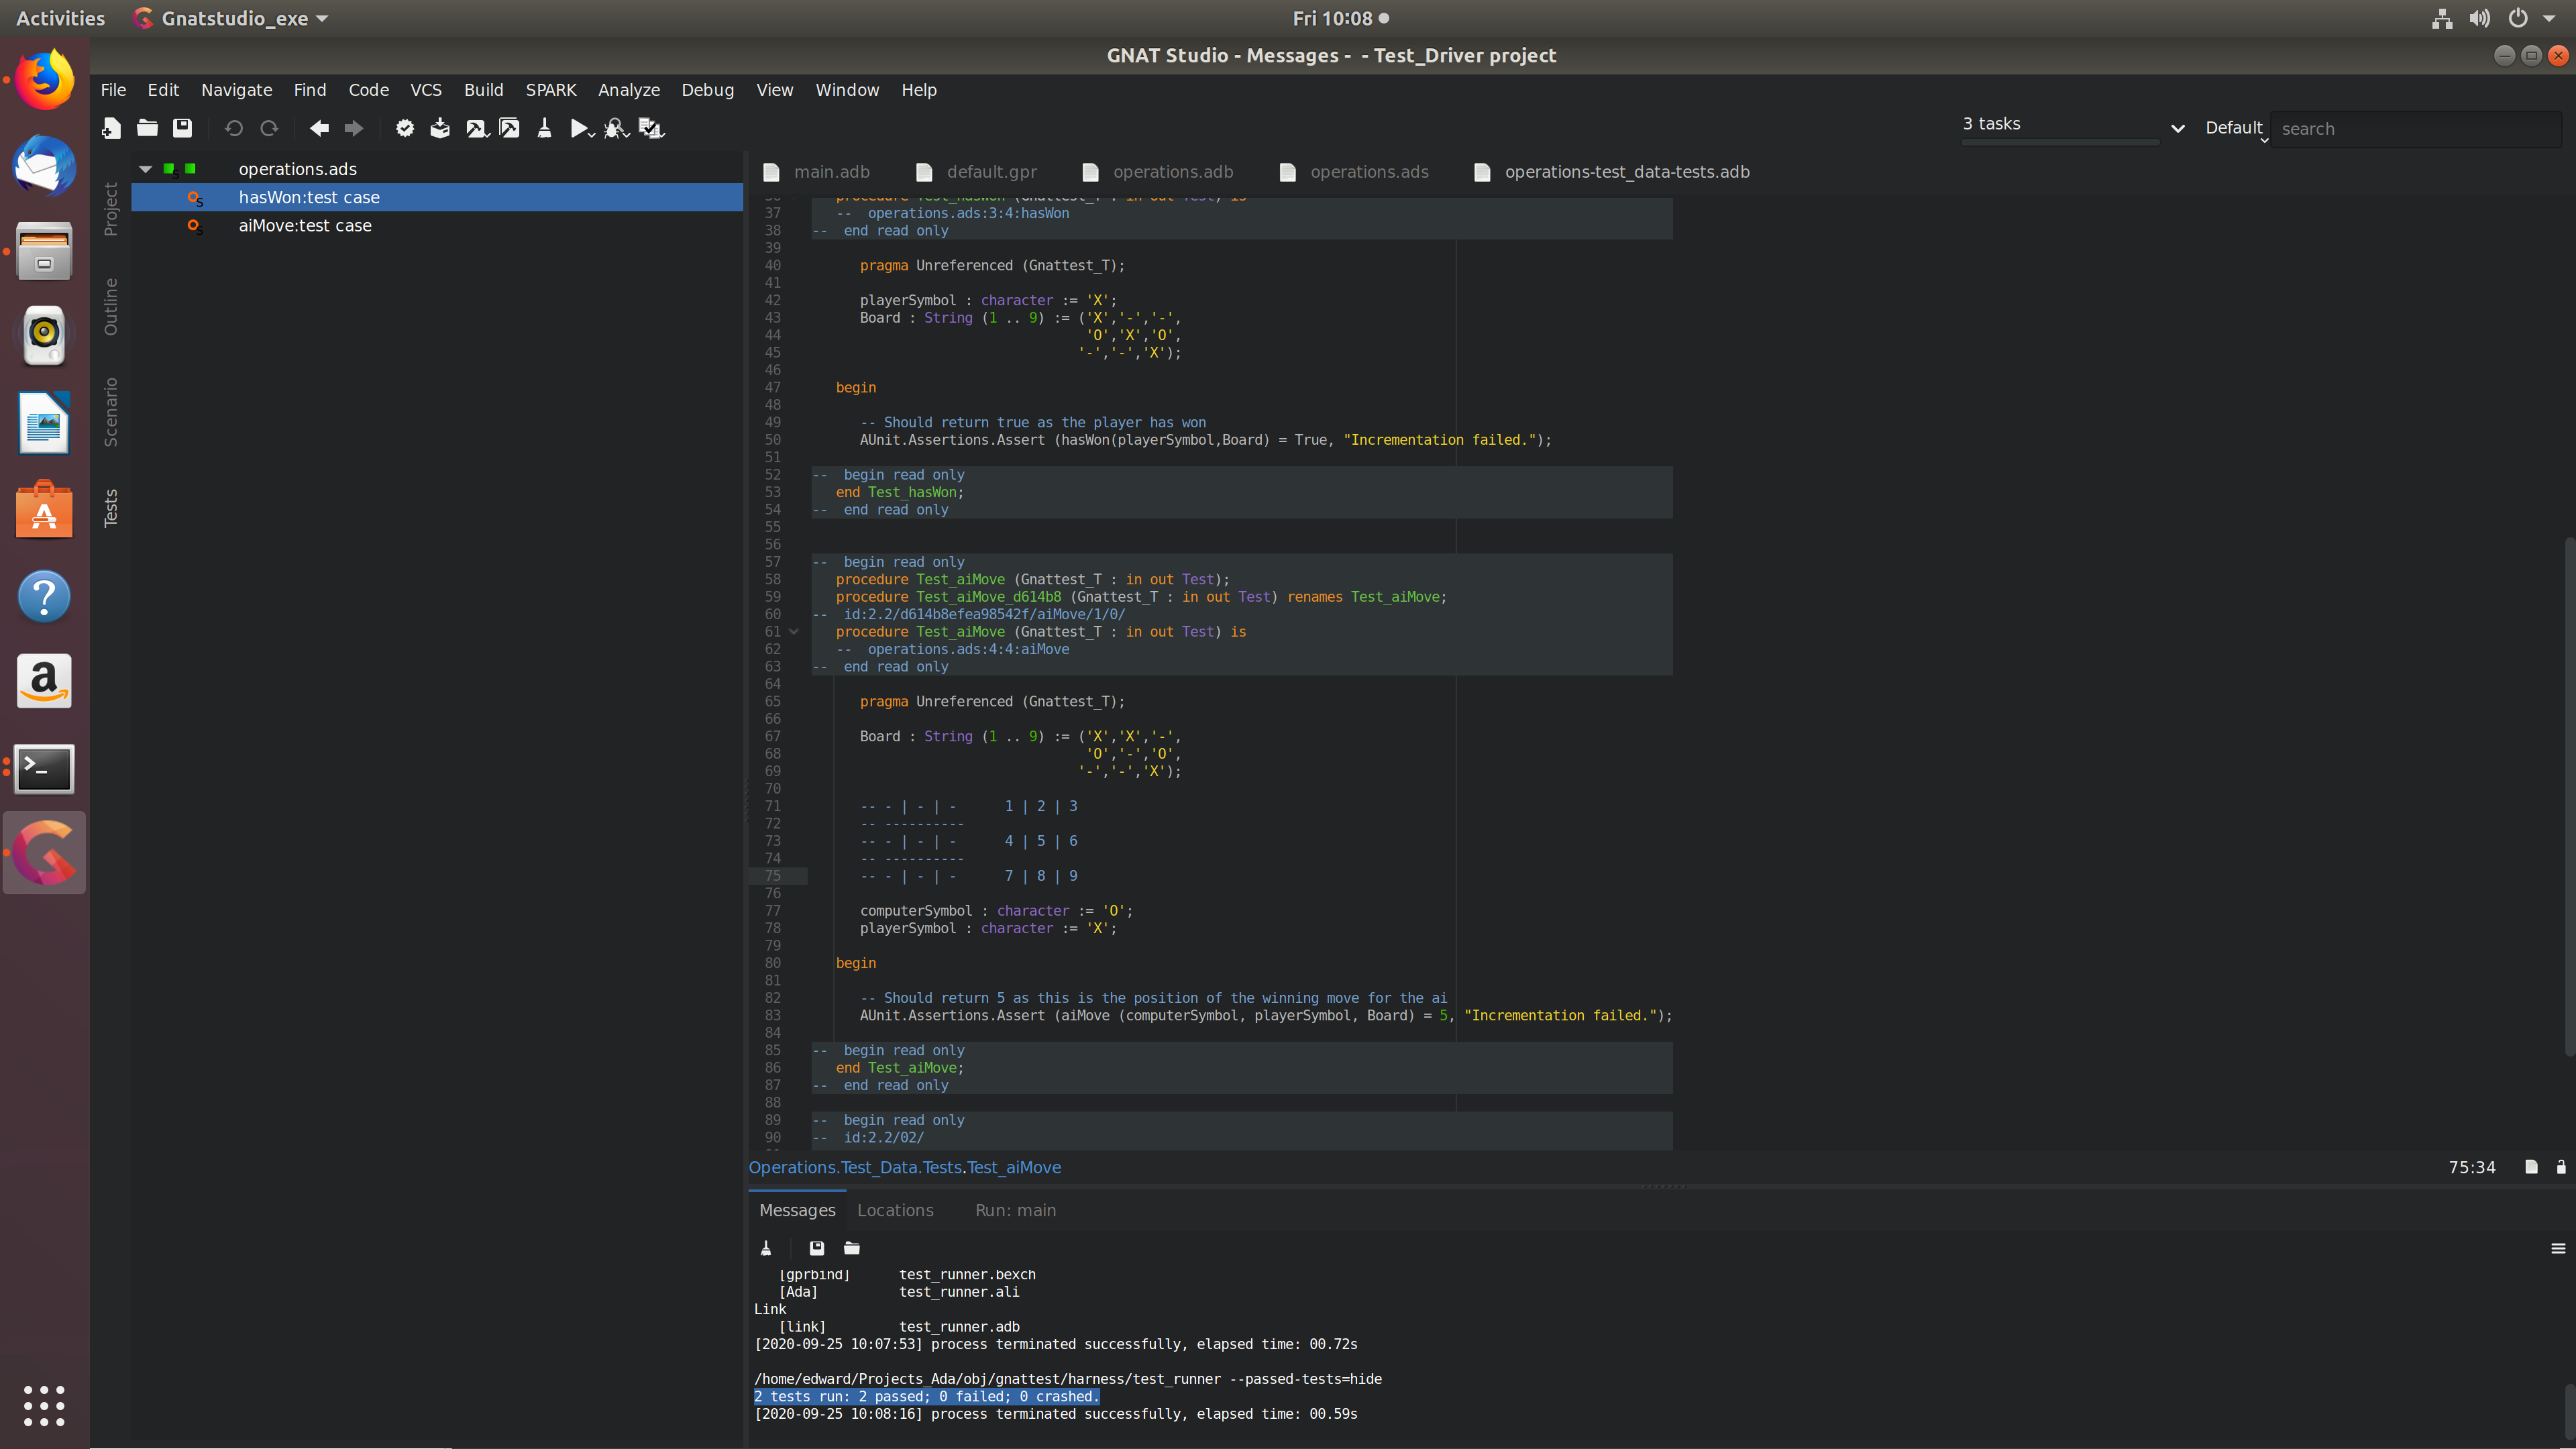 Activities
Gnatstudio_exe
Fri 10:08
GNAT Studio - Messages -  - Test_Driver project
File Edit Navigate Find Code VCS Build SPARK Analyze Debug View Window Help
3 tasks
Default
search
Project
Outline
Scenario
Tests
operations.ads
hasWon:test case
aiMove:test case
main.adb
default.gpr
operations.adb
operations.ads
operations-test_data-tests.adb
36 procedure Test_hasWon (Gnattest_T : in out Test) is
37 --  operations.ads:3:4:hasWon
38 --  end read only
39
40 pragma Unreferenced (Gnattest_T);
41
42 playerSymbol : character := 'X';
43 Board : String (1 .. 9) := ('X','-','-',
44 'O','X','O',
45 '-','-','X');
46
47 begin
48
49 -- Should return true as the player has won
50 AUnit.Assertions.Assert (hasWon(playerSymbol,Board) = True, "Incrementation failed.");
51
52 --  begin read only
53 end Test_hasWon;
54 --  end read only
55
56
57 --  begin read only
58 procedure Test_aiMove (Gnattest_T : in out Test);
59 procedure Test_aiMove_d614b8 (Gnattest_T : in out Test) renames Test_aiMove;
60 --  id:2.2/d614b8efea98542f/aiMove/1/0/
61 procedure Test_aiMove (Gnattest_T : in out Test) is
62 --  operations.ads:4:4:aiMove
63 --  end read only
64
65 pragma Unreferenced (Gnattest_T);
66
67 Board : String (1 .. 9) := ('X','X','-',
68 'O','-','O',
69 '-','-','X');
70
71 -- - | - | -      1 | 2 | 3
72 -- ----------
73 -- - | - | -      4 | 5 | 6
74 -- ----------
75 -- - | - | -      7 | 8 | 9
76
77 computerSymbol : character := 'O';
78 playerSymbol : character := 'X';
79
80 begin
81
82 -- Should return 5 as this is the position of the winning move for the ai
83 AUnit.Assertions.Assert (aiMove (computerSymbol, playerSymbol, Board) = 5, "Incrementation failed.");
84
85 --  begin read only
86 end Test_aiMove;
87 --  end read only
88
89 --  begin read only
90 --  id:2.2/02/
Operations.Test_Data.Tests.Test_aiMove
75:34
Messages Locations Run: main
[gprbind]      test_runner.bexch
[Ada]          test_runner.ali
Link
[link]         test_runner.adb
[2020-09-25 10:07:53] process terminated successfully, elapsed time: 00.72s
/home/edward/Projects_Ada/obj/gnattest/harness/test_runner --passed-tests=hide
2 tests run: 2 passed; 0 failed; 0 crashed.
[2020-09-25 10:08:16] process terminated successfully, elapsed time: 00.59s